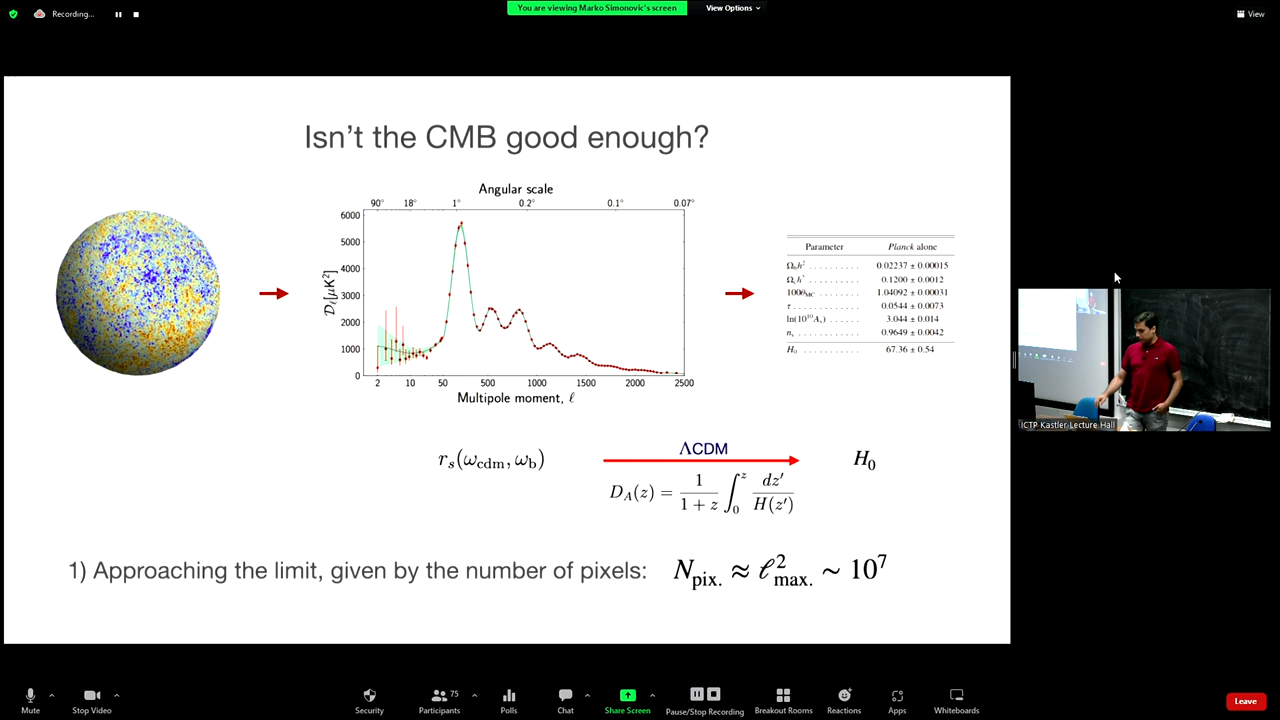 Recording...
You are viewing Marko Simonovic's screen
View Options
View
Isn't the CMB good enough?
Angular scale
90° 18° 1° 0.2° 0.1° 0.07°
6000
5000
4000
3000
2000
1000
0
𝒟ℓ[μK²]
2 10 50 500 1000 1500 2000 2500
Multipole moment, ℓ
Parameter Planck alone
Ω_b h² . . . . . . . . . . 0.02237 ± 0.00015
Ω_c h² . . . . . . . . . . 0.1200 ± 0.0012
100θ_MC . . . . . . . . 1.04092 ± 0.00031
τ . . . . . . . . . . . . 0.0544 ± 0.0073
ln(10¹⁰A_s) . . . . . 3.044 ± 0.014
n_s . . . . . . . . . . . 0.9649 ± 0.0042
H_0 . . . . . . . . . . . 67.36 ± 0.54
r_s(ω_cdm, ω_b)
ΛCDM
D_A(z) = 1/(1 + z) ∫_0^z dz′/H(z′)
H_0
1) Approaching the limit, given by the number of pixels: N_pix. ≈ ℓ²_max. ~ 10⁷
ICTP Kastler Lecture Hall
Mute
Stop Video
Security
Participants
75
Polls
Chat
Share Screen
Pause/Stop Recording
Breakout Rooms
Reactions
Apps
Whiteboards
Leave